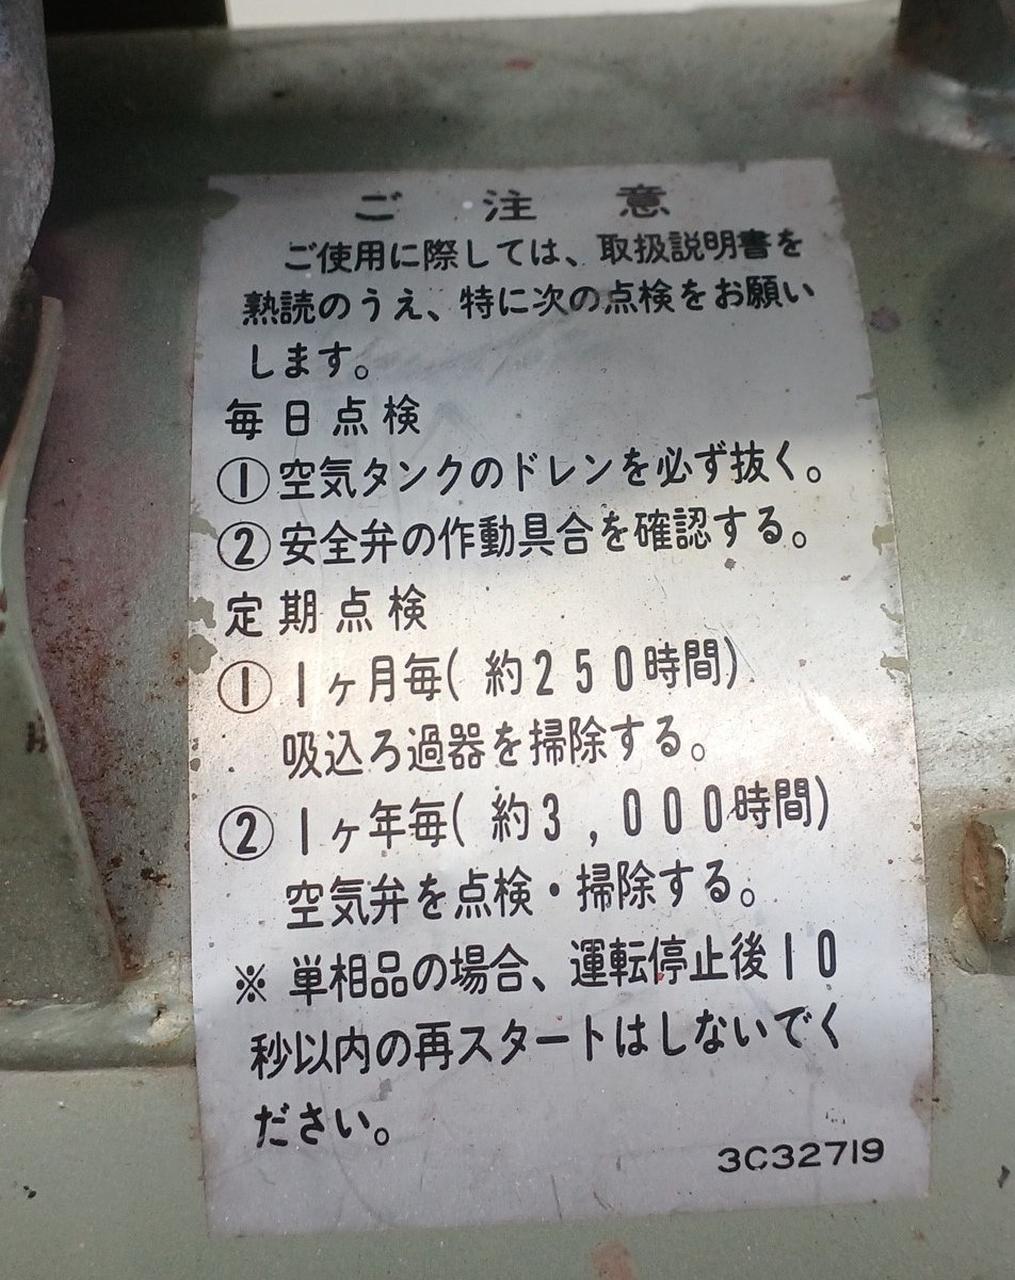 ご注意
ご使用に際しては、取扱説明書を
熟読のうえ、特に次の点検をお願い
します。
毎日点検
①空気タンクのドレンを必ず抜く。
②安全弁の作動具合を確認する。
定期点検
①1ヶ月毎(約250時間)
吸込ろ過器を掃除する。
②1ヶ年毎(約3,000時間)
空気弁を点検・掃除する。
※単相品の場合、運転停止後10
秒以内の再スタートはしないでく
ださい。
3C32719